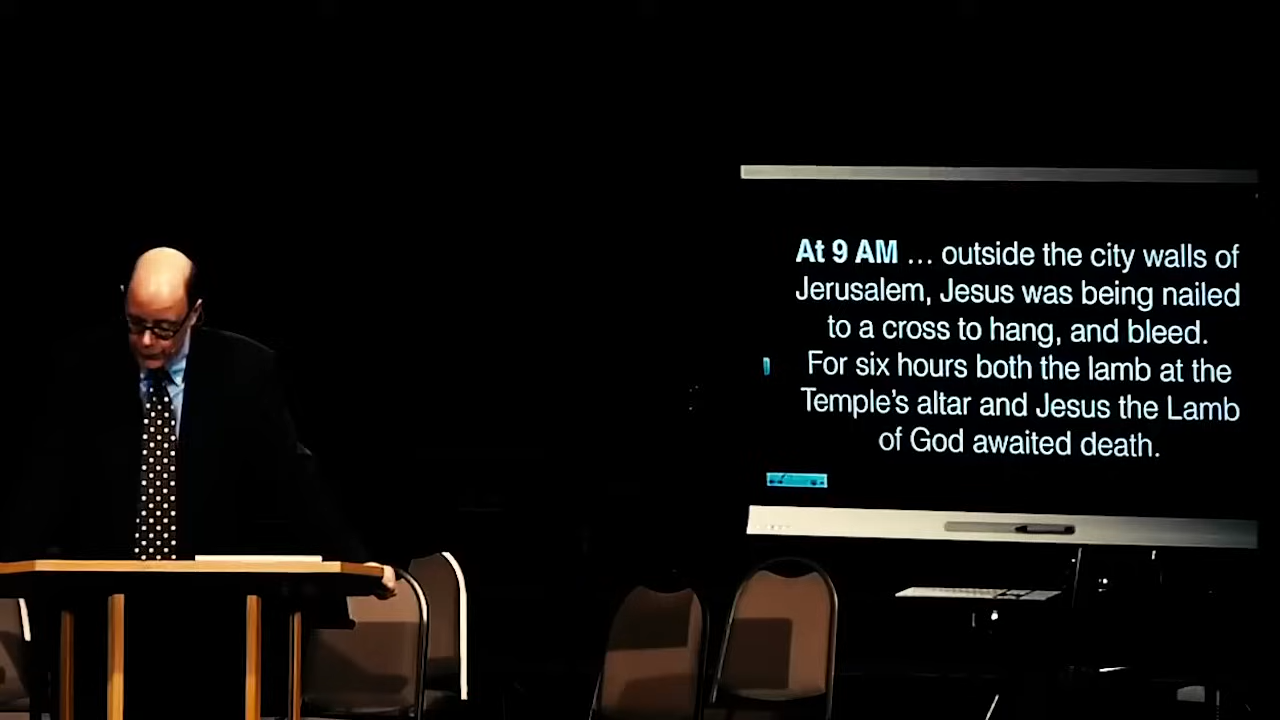 At 9 AM ... outside the city walls of
Jerusalem, Jesus was being nailed
to a cross to hang, and bleed.
For six hours both the lamb at the
Temple's altar and Jesus the Lamb
of God awaited death.